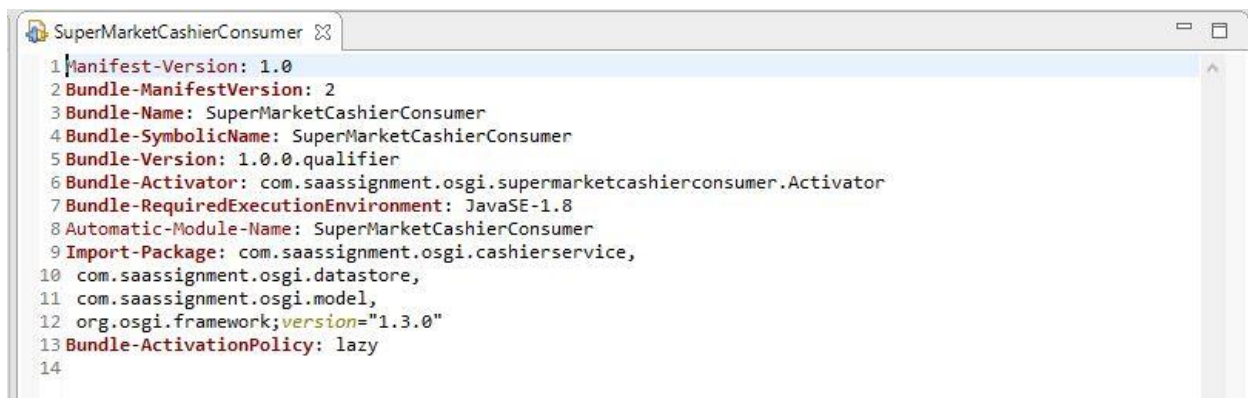 SuperMarketCashierConsumer
1 Manifest-Version: 1.0
2 Bundle-ManifestVersion: 2
3 Bundle-Name: SuperMarketCashierConsumer
4 Bundle-SymbolicName: SuperMarketCashierConsumer
5 Bundle-Version: 1.0.0.qualifier
6 Bundle-Activator: com.saassignment.osgi.supermarketcashierconsumer.Activator
7 Bundle-RequiredExecutionEnvironment: JavaSE-1.8
8 Automatic-Module-Name: SuperMarketCashierConsumer
9 Import-Package: com.saassignment.osgi.cashierservice,
10 com.saassignment.osgi.datastore,
11 com.saassignment.osgi.model,
12 org.osgi.framework;version="1.3.0"
13 Bundle-ActivationPolicy: lazy
14